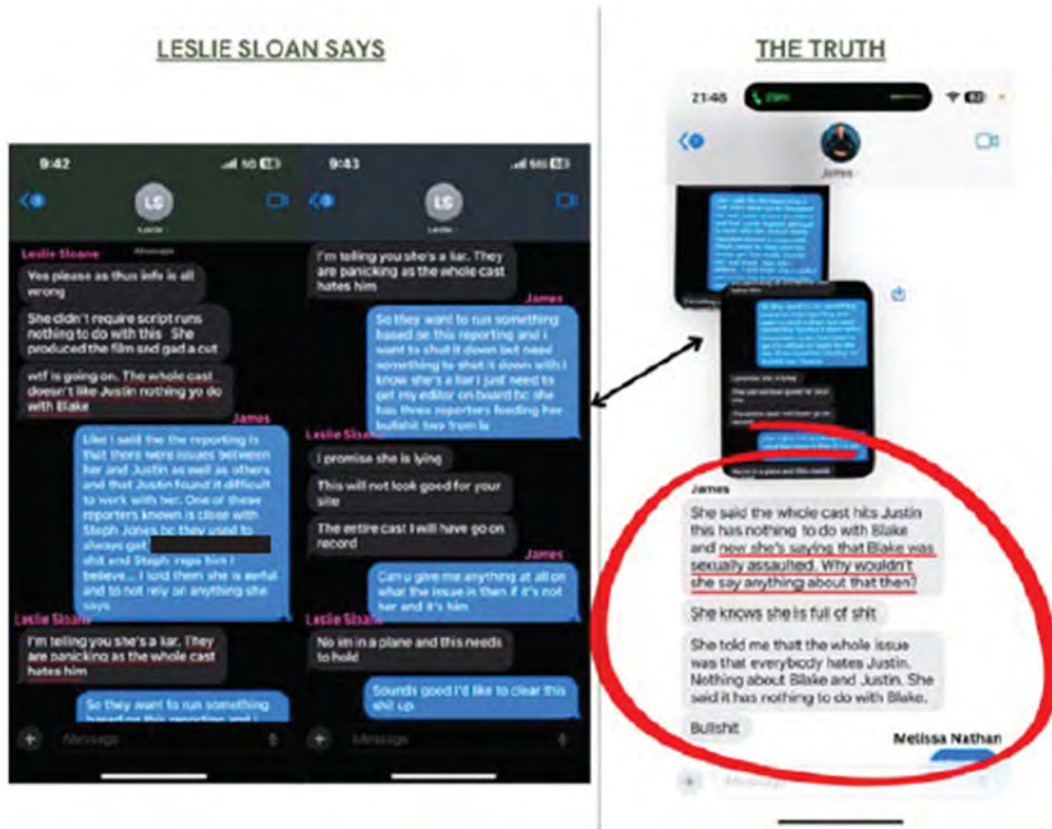 LESLIE SLOAN SAYS
9:42
LS
Leslie Sloane
Yes please as thus info is all
wrong
She didn't require script runs
nothing to do with this She
produced the film snd gad a cut
wtf is going on. The whole cast
doesn't like Justin nothing yo do
with Blake
James
Like I said the the reporting is
that there were issues between
her and Justin as well as others
and that Justin found it difficult
to work with her. One of these
reporters known is close with
Steph Jones bc they used to
always get
shit and Steph reps him I
believe... I told them she is awful
and to not rely on anything she
says
Leslie Sloane
I'm telling you she's a liar. They
are panicking as the whole cast
hates him
So they want to run something
based on this reporting and i
Message
9:43
LS
I'm telling you she's a liar. They
are panicking as the whole cast
hates him
James
So they want to run something
based on this reporting and i
want to shut it down but need
something to shut it down with I
know she's a liar I just need to
get my editor on board bc she
has three reporters feeding her
bullshit two from la
Leslie Sloane
I promise she is lying
This will not look good for your
site
The entire cast I will have go on
record
James
Can u give me anything at all on
what the issue is then if it's not
her and it's him
Leslie Sloane
No im in a plane and this needs
to hold
Sounds good I'd like to clear this
shit up
Message
THE TRUTH
21:48
James
James
She said the whole cast hits Justin
this has nothing to do with Blake
and now she's saying that Blake was
sexually assaulted. Why wouldn't
she say anything about that then?
She knows she is full of shit
She told me that the whole issue
was that everybody hates Justin.
Nothing about Blake and Justin. She
said it has nothing to do with Blake.
Bullshit
Melissa Nathan
Message